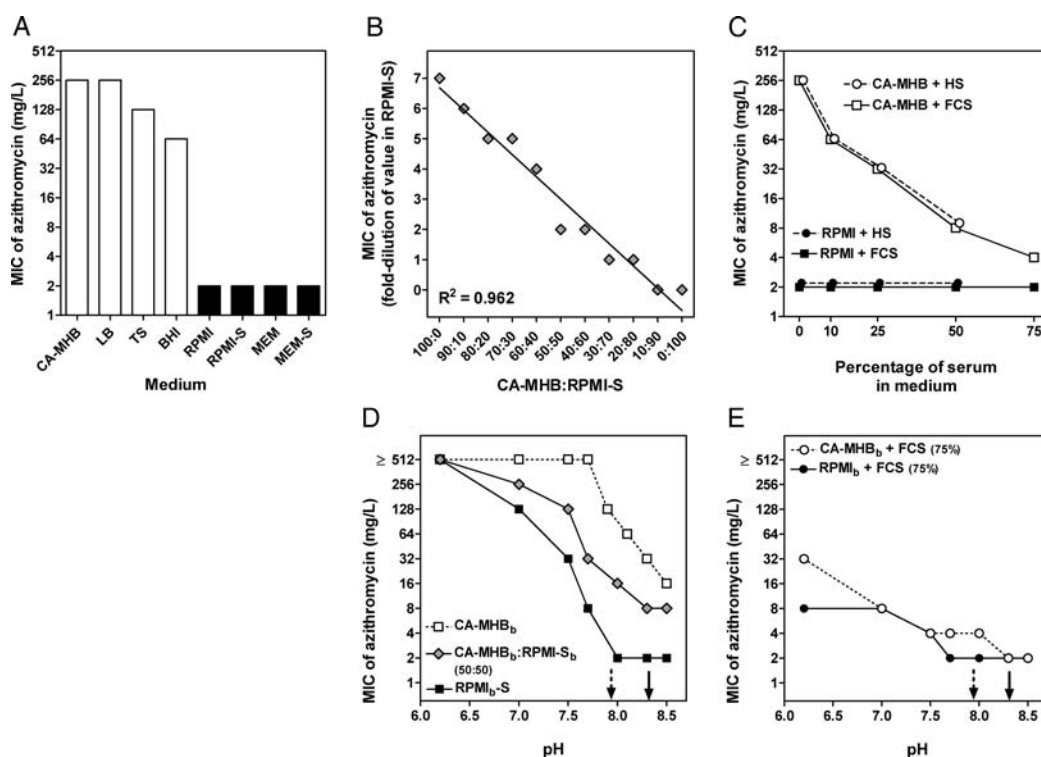 A
512
256
128
64
32
16
8
4
2
1
MIC of azithromycin (mg/L)
CA-MHB
LB
TS
BHI
RPMI
RPMI-S
MEM
MEM-S
Medium
B
7
6
5
4
3
2
1
0
MIC of azithromycin
(fold-dilution of value in RPMI-S)
R² = 0.962
100:0
90:10
80:20
70:30
60:40
50:50
40:60
30:70
20:80
10:90
0:100
CA-MHB:RPMI-S
C
512
256
128
64
32
16
8
4
2
1
MIC of azithromycin (mg/L)
CA-MHB + HS
CA-MHB + FCS
RPMI + HS
RPMI + FCS
0 10 25 50 75
Percentage of serum
in medium
D
≥
512
256
128
64
32
16
8
4
2
1
MIC of azithromycin (mg/L)
CA-MHBb
CA-MHBb:RPMI-Sb
(50:50)
RPMIb-S
6.0 6.5 7.0 7.5 8.0 8.5
pH
E
≥
512
256
128
64
32
16
8
4
2
1
MIC of azithromycin (mg/L)
CA-MHBb + FCS (75%)
RPMIb + FCS (75%)
6.0 6.5 7.0 7.5 8.0 8.5
pH